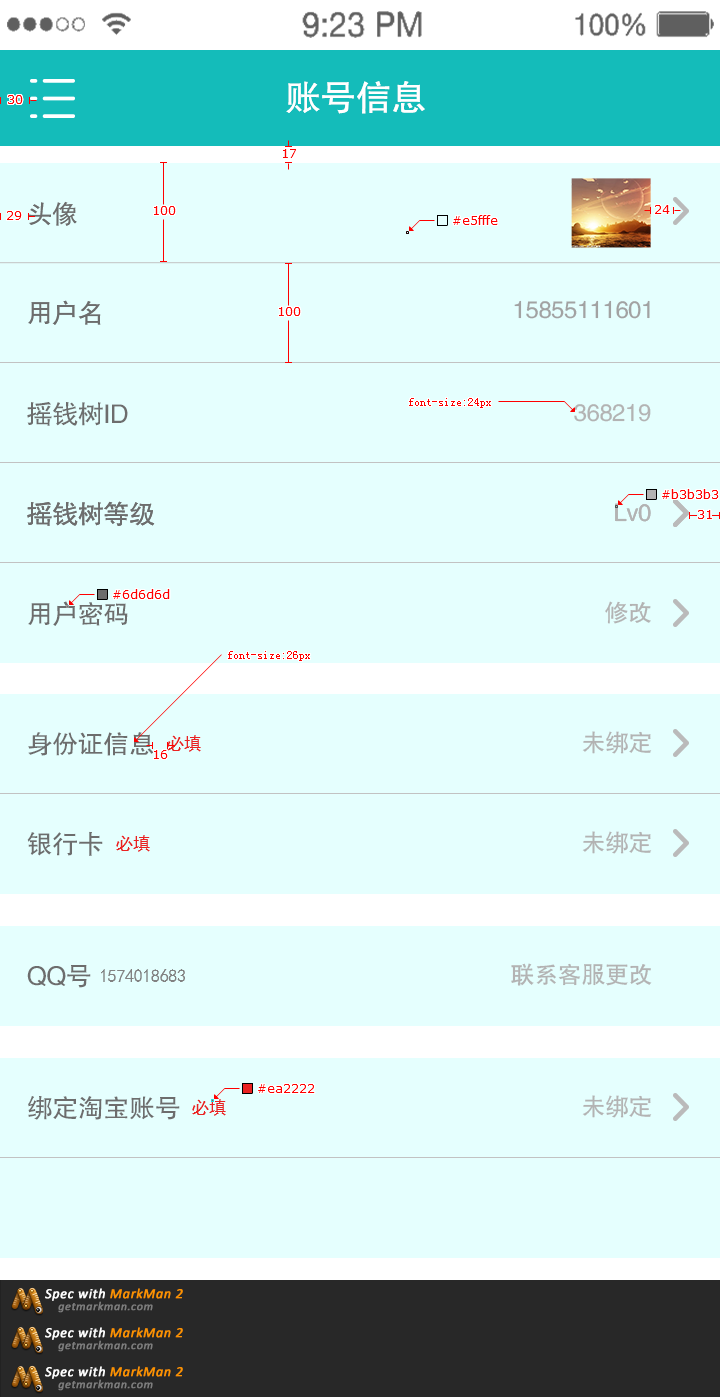 9:23 PM 100%
30 账号信息
17
29 头像 100 #e5fffe 24
用户名 100 15855111601
font-size:24px
摇钱树ID 368219
#b3b3b3
摇钱树等级 Lv0 31
#6d6d6d
用户密码 修改
font-size:26px
身份证信息 16 必填 未绑定
银行卡 必填 未绑定
QQ号 1574018683 联系客服更改
#ea2222
绑定淘宝账号 必填 未绑定
Spec with MarkMan 2
getmarkman.com
Spec with MarkMan 2
getmarkman.com
Spec with MarkMan 2
getmarkman.com